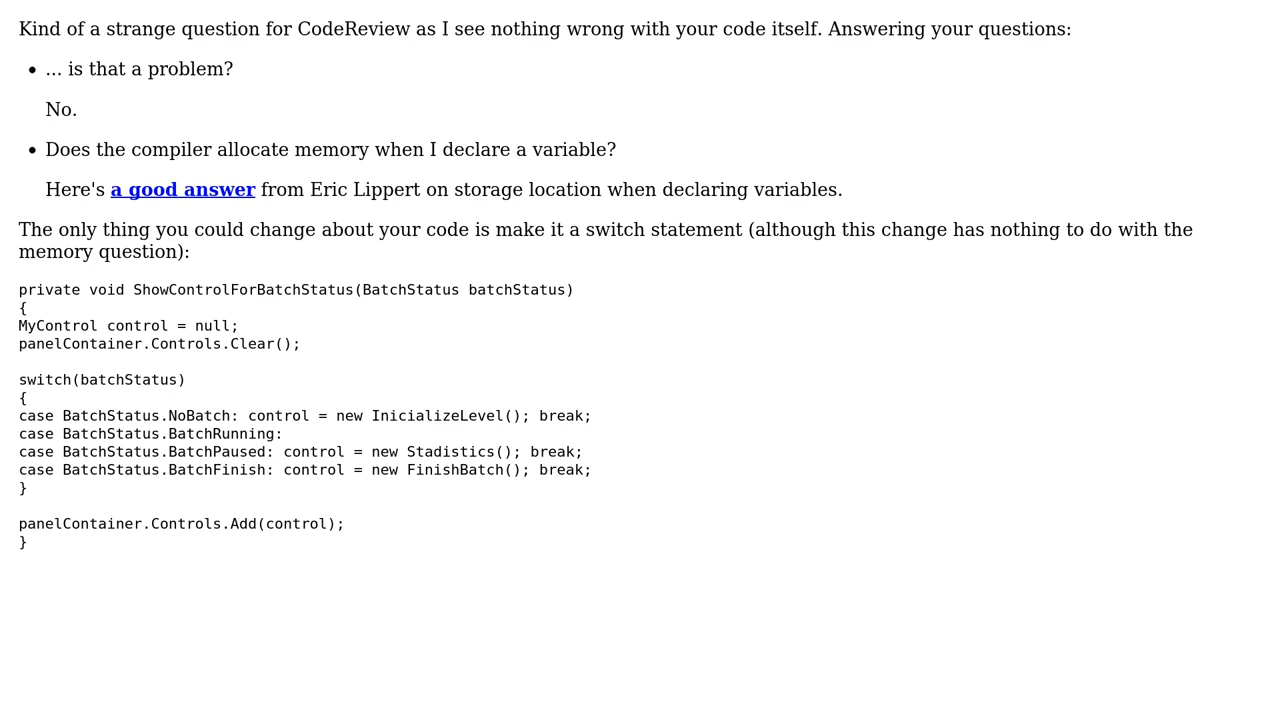 Kind of a strange question for CodeReview as I see nothing wrong with your code itself. Answering your questions:
• ... is that a problem?
No.
• Does the compiler allocate memory when I declare a variable?
Here's a good answer from Eric Lippert on storage location when declaring variables.
The only thing you could change about your code is make it a switch statement (although this change has nothing to do with the
memory question):
private void ShowControlForBatchStatus(BatchStatus batchStatus)
{
MyControl control = null;
panelContainer.Controls.Clear();
switch(batchStatus)
{
case BatchStatus.NoBatch: control = new InicializeLevel(); break;
case BatchStatus.BatchRunning:
case BatchStatus.BatchPaused: control = new Stadistics(); break;
case BatchStatus.BatchFinish: control = new FinishBatch(); break;
}
panelContainer.Controls.Add(control);
}